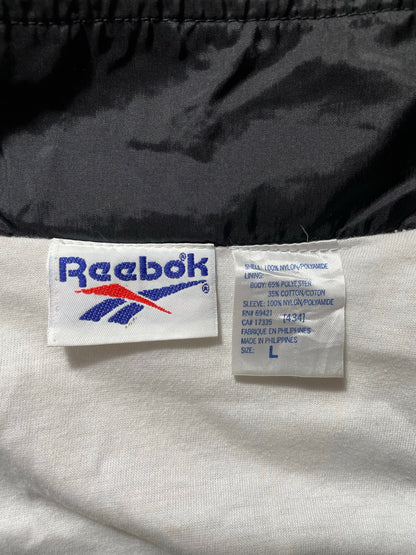 Reebok®
®
SHELL: 100% NYLON/POLYAMIDE
LINING:
BODY: 65% POLYESTER
35% COTTON/COTON
SLEEVE: 100% NYLON/POLYAMIDE
RN# 69421
CA# 17335 [434]
FABRIQUE EN PHILIPPINES
MADE IN PHILIPPINES
SIZE: L